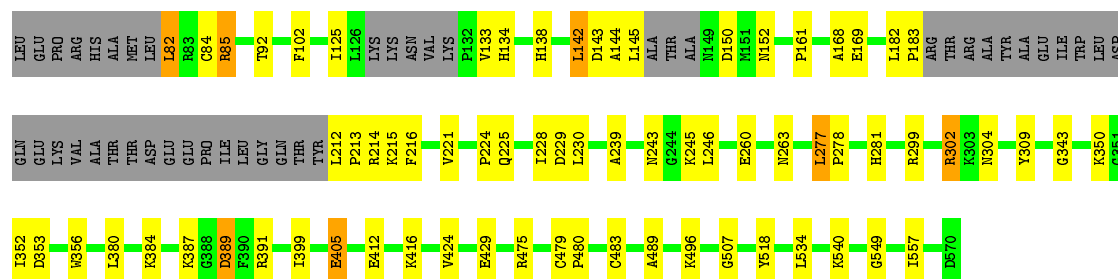 LEU GLU PRO ARG HIS ALA MET LEU L82 R83 C84 R85 T92 F102 I125 L126 LYS LYS ASN VAL LYS P132 V133 H134 H138 L142 D143 A144 L145 ALA THR ALA N149 D150 M151 N152 P161 A168 E169 L182 P183 ARG THR ARG ALA TYR ALA GLU ILE TRP LEU ASP
GLN GLU LYS VAL ALA THR THR ASP GLU GLU PRO ILE LEU GLY GLN THR TYR L212 P213 R214 K215 F216 V221 P224 Q225 I228 D229 L230 A239 N243 G244 K245 L246 E260 N263 L277 P278 H281 R299 R302 K303 N304 Y309 G343 K350 G351
I352 D353 W356 L380 K384 K387 G388 D389 F390 R391 I399 E405 E412 K416 V424 E429 R475 C479 P480 C483 A489 K496 G507 Y518 L534 K540 G549 I557 D570